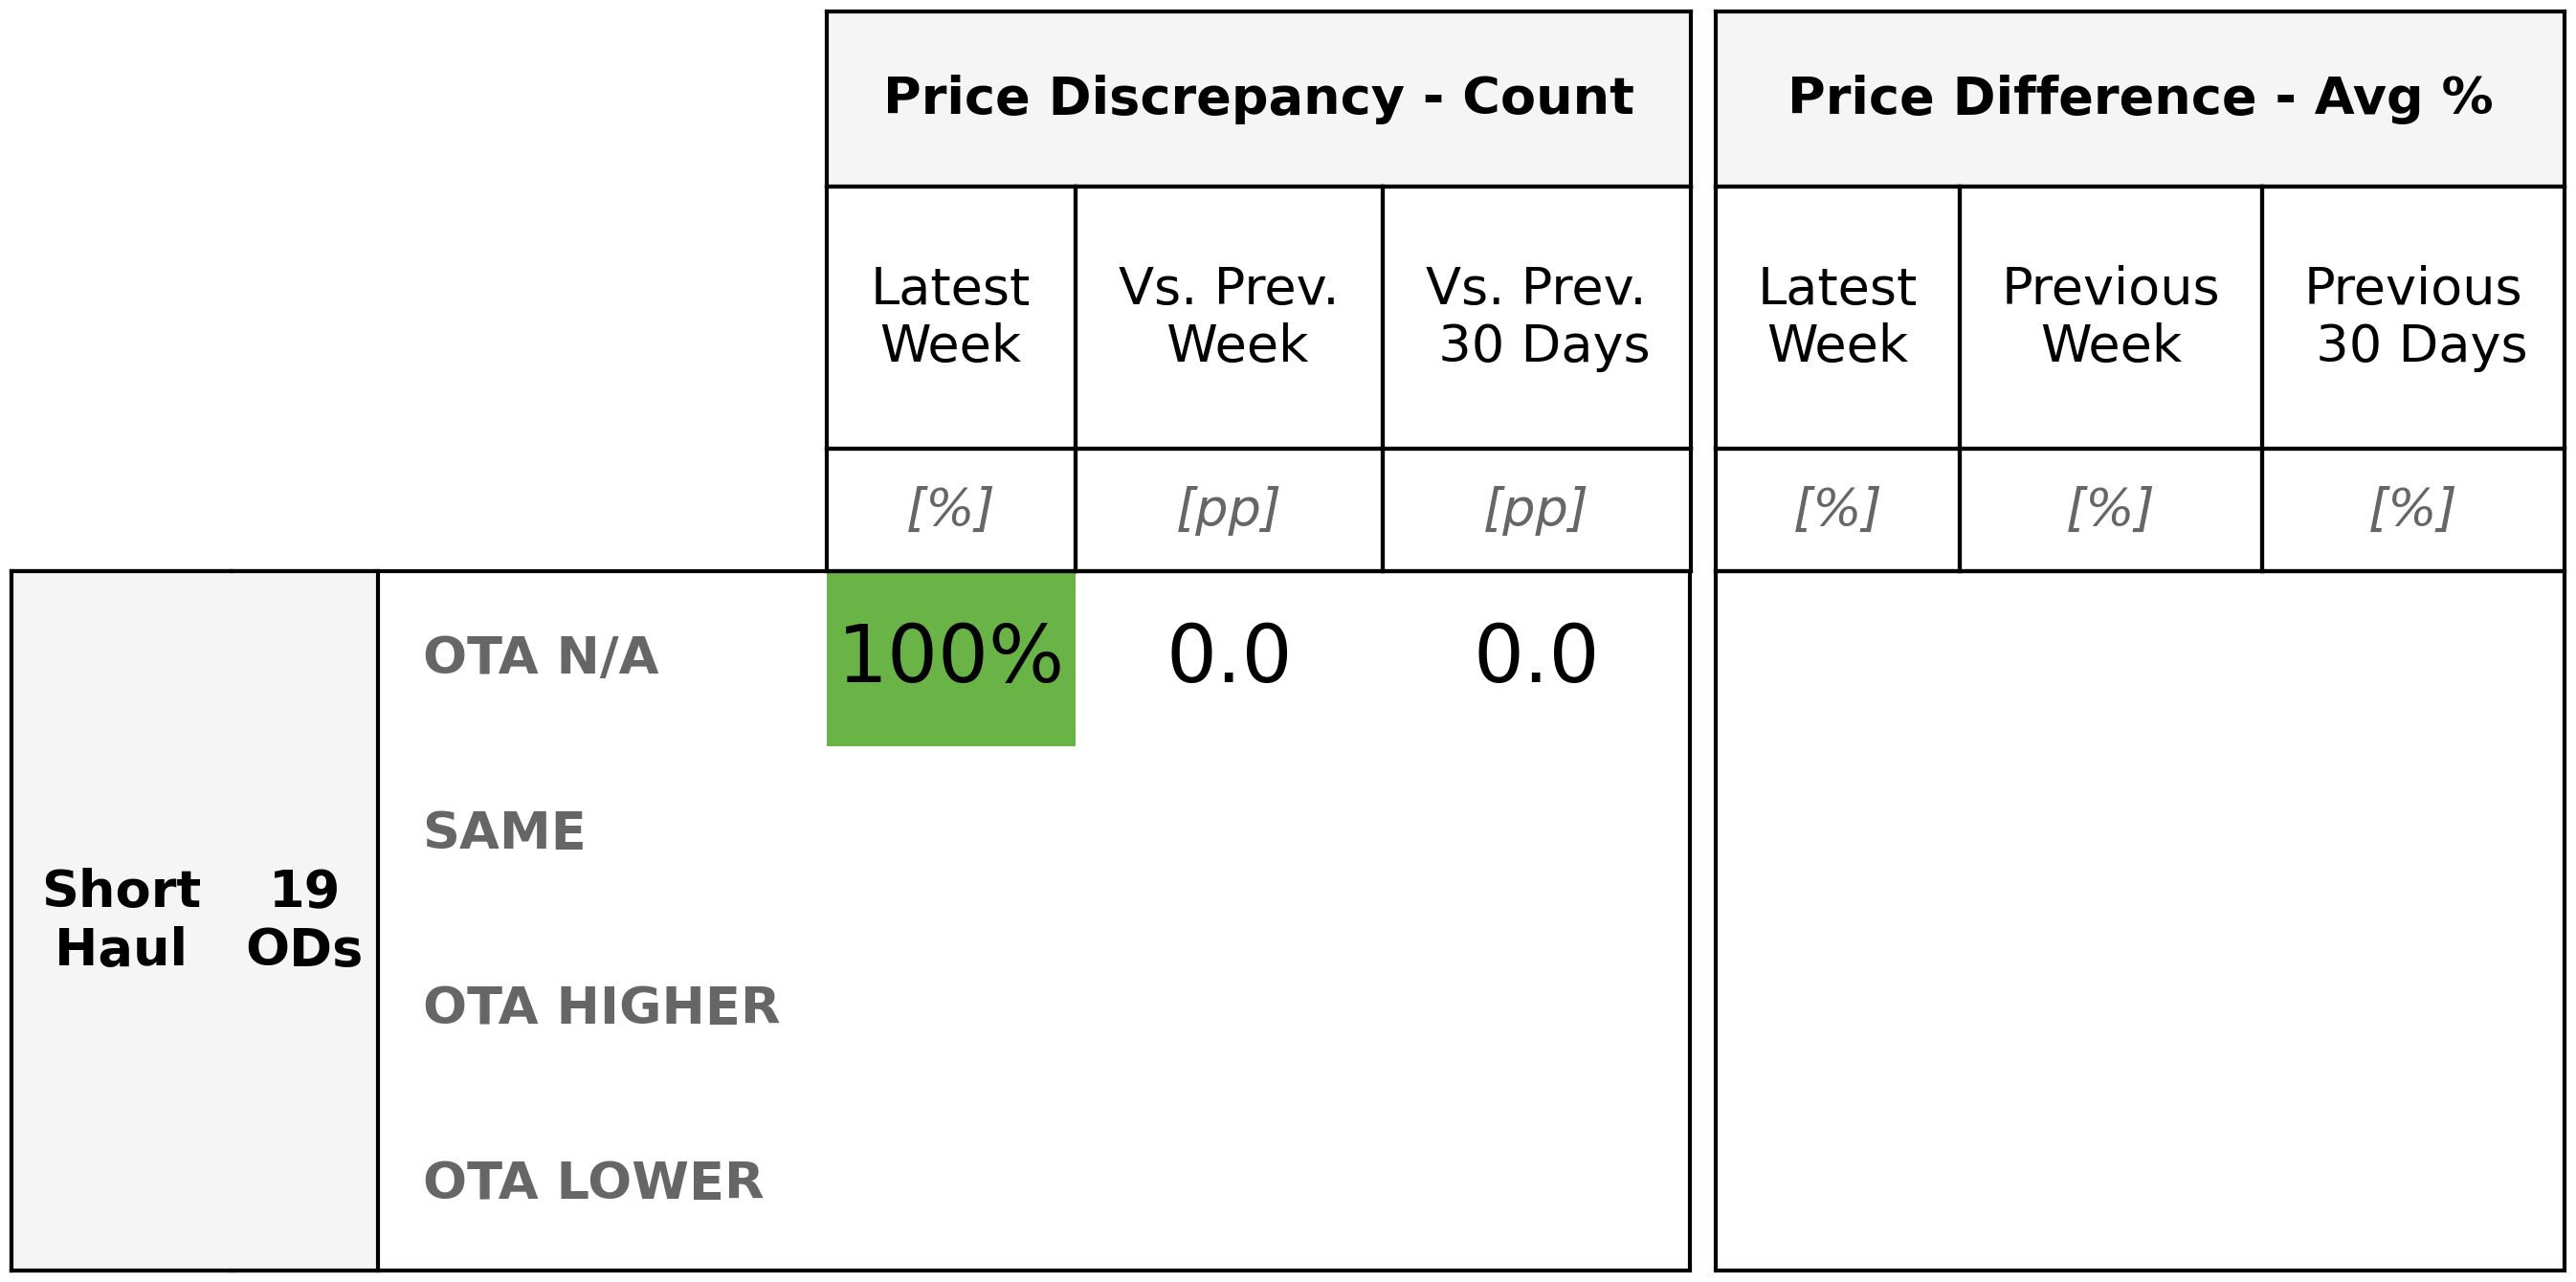 Price Discrepancy - Count
Price Difference - Avg %
Latest
Week
Vs. Prev.
Week
Vs. Prev.
30 Days
Latest
Week
Previous
Week
Previous
30 Days
[%]
[pp]
[pp]
[%]
[%]
[%]
Short
Haul
19
ODs
OTA N/A
100%
0.0
0.0
SAME
OTA HIGHER
OTA LOWER